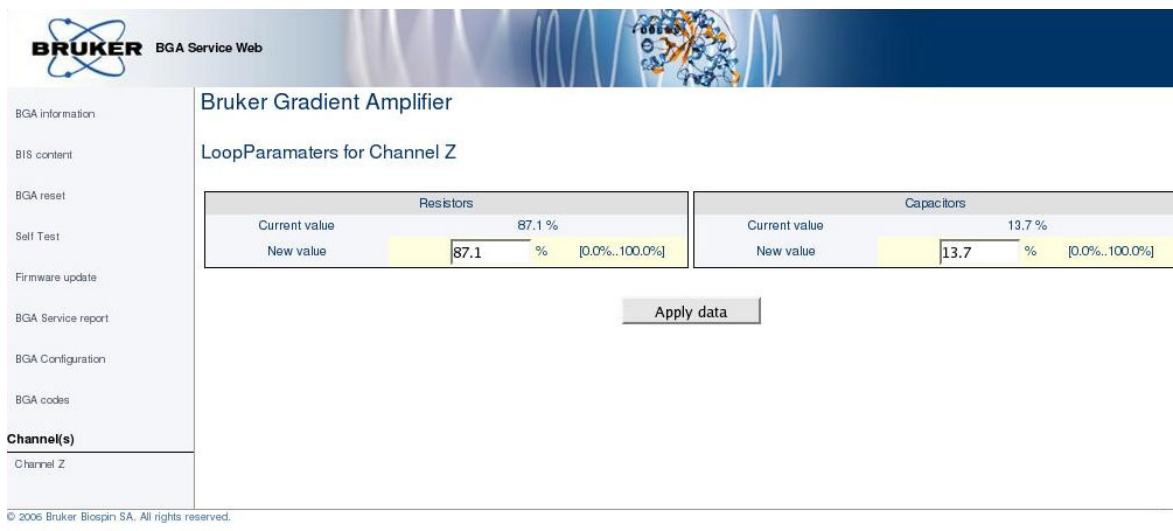 BRUKER BGA Service Web
BGA information
BIS content
BGA reset
Self Test
Firmware update
BGA Service report
BGA Configuration
BGA codes
Channel(s)
Channel Z
Bruker Gradient Amplifier
LoopParamaters for Channel Z
Resistors
Current value 87.1 %
New value 87.1 % [0.0%..100.0%]
Capacitors
Current value 13.7 %
New value 13.7 % [0.0%..100.0%]
Apply data
© 2006 Bruker Biospin SA. All rights reserved.